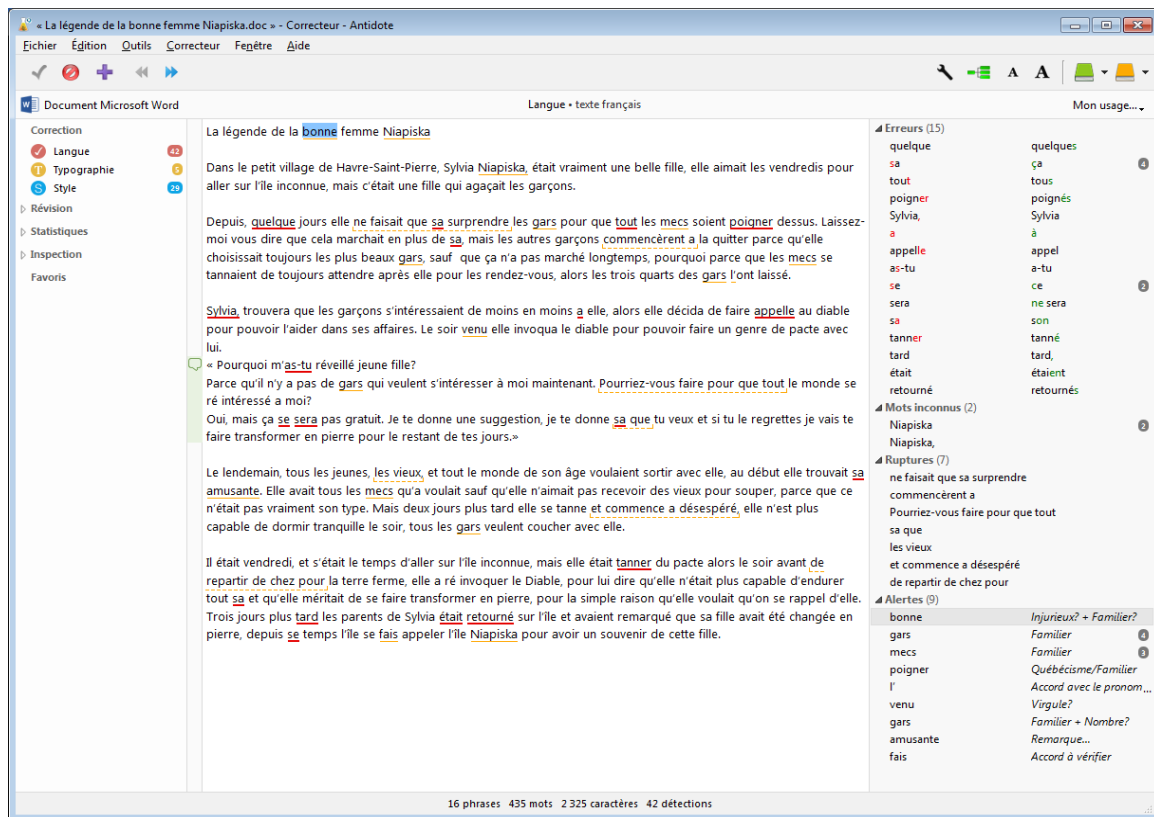 « La légende de la bonne femme Niapiska.doc » - Correcteur - Antidote
Fichier Édition Outils Correcteur Fenêtre Aide
A A
W Document Microsoft Word
Langue • texte français
Mon usage...
Correction
Langue 42
T Typographie 5
S Style 29
Révision
Statistiques
Inspection
Favoris
La légende de la bonne femme Niapiska
Dans le petit village de Havre-Saint-Pierre, Sylvia Niapiska, était vraiment une belle fille, elle aimait les vendredis pour
aller sur l’île inconnue, mais c’était une fille qui agaçait les garçons.
Depuis, quelque jours elle ne faisait que sa surprendre les gars pour que tout les mecs soient poigner dessus. Laissez-
moi vous dire que cela marchait en plus de sa, mais les autres garçons commencèrent a la quitter parce qu’elle
choisissait toujours les plus beaux gars, sauf  que ça n’a pas marché longtemps, pourquoi parce que les mecs se
tannaient de toujours attendre après elle pour les rendez-vous, alors les trois quarts des gars l’ont laissé.
Sylvia, trouvera que les garçons s’intéressaient de moins en moins a elle, alors elle décida de faire appelle au diable
pour pouvoir l’aider dans ses affaires. Le soir venu elle invoqua le diable pour pouvoir faire un genre de pacte avec
lui.
« Pourquoi m’as-tu réveillé jeune fille?
Parce qu’il n’y a pas de gars qui veulent s’intéresser à moi maintenant. Pourriez-vous faire pour que tout le monde se
ré intéressé a moi?
Oui, mais ça se sera pas gratuit. Je te donne une suggestion, je te donne sa que tu veux et si tu le regrettes je vais te
faire transformer en pierre pour le restant de tes jours.»
Le lendemain, tous les jeunes, les vieux, et tout le monde de son âge voulaient sortir avec elle, au début elle trouvait sa
amusante. Elle avait tous les mecs qu’a voulait sauf qu’elle n’aimait pas recevoir des vieux pour souper, parce que ce
n’était pas vraiment son type. Mais deux jours plus tard elle se tanne et commence a désespéré, elle n’est plus
capable de dormir tranquille le soir, tous les gars veulent coucher avec elle.
Il était vendredi, et s’était le temps d’aller sur l’île inconnue, mais elle était tanner du pacte alors le soir avant de
repartir de chez pour la terre ferme, elle a ré invoquer le Diable, pour lui dire qu’elle n’était plus capable d’endurer
tout sa et qu’elle méritait de se faire transformer en pierre, pour la simple raison qu’elle voulait qu’on se rappel d’elle.
Trois jours plus tard les parents de Sylvia était retourné sur l’île et avaient remarqué que sa fille avait été changée en
pierre, depuis se temps l’île se fais appeler l’île Niapiska pour avoir un souvenir de cette fille.
Erreurs (15)
quelque quelques
sa ça 4
tout tous
poigner poignés
Sylvia, Sylvia
a à
appelle appel
as-tu a-tu
se ce 2
sera ne sera
sa son
tanner tanné
tard tard,
était étaient
retourné retournés
Mots inconnus (2)
Niapiska 2
Niapiska,
Ruptures (7)
ne faisait que sa surprendre
commencèrent a
Pourriez-vous faire pour que tout
sa que
les vieux
et commence a désespéré
de repartir de chez pour
Alertes (9)
bonne Injurieux? + Familier?
gars Familier 4
mecs Familier 3
poigner Québécisme/Familier
l’ Accord avec le pronom...
venu Virgule?
gars Familier + Nombre?
amusante Remarque...
fais Accord à vérifier
16 phrases 435 mots 2 325 caractères 42 détections